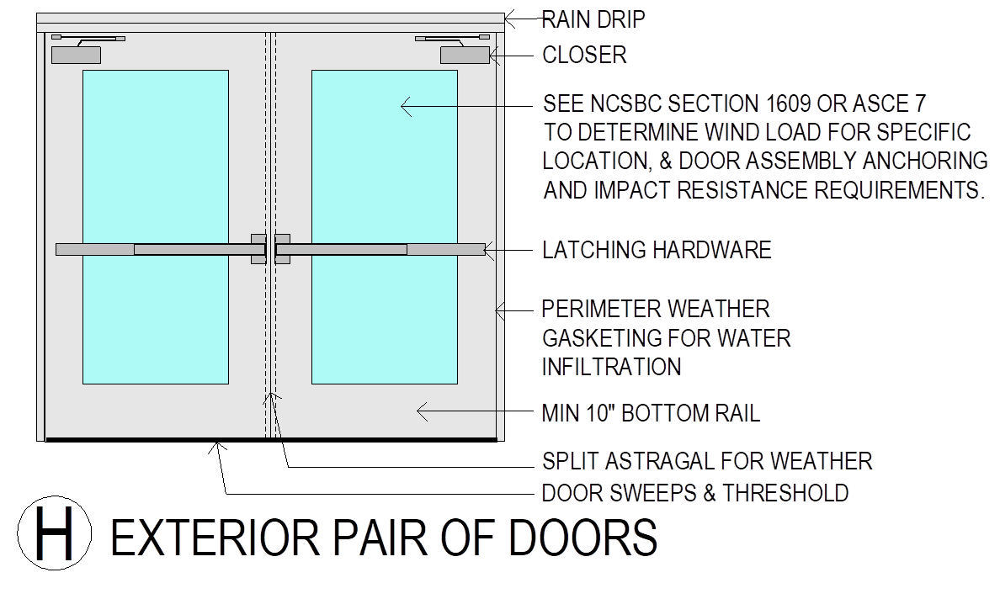 RAIN DRIP
CLOSER
SEE NCSBC SECTION 1609 OR ASCE 7
TO DETERMINE WIND LOAD FOR SPECIFIC
LOCATION, & DOOR ASSEMBLY ANCHORING
AND IMPACT RESISTANCE REQUIREMENTS.
LATCHING HARDWARE
PERIMETER WEATHER
GASKETING FOR WATER
INFILTRATION
MIN 10" BOTTOM RAIL
SPLIT ASTRAGAL FOR WEATHER
DOOR SWEEPS & THRESHOLD
H EXTERIOR PAIR OF DOORS